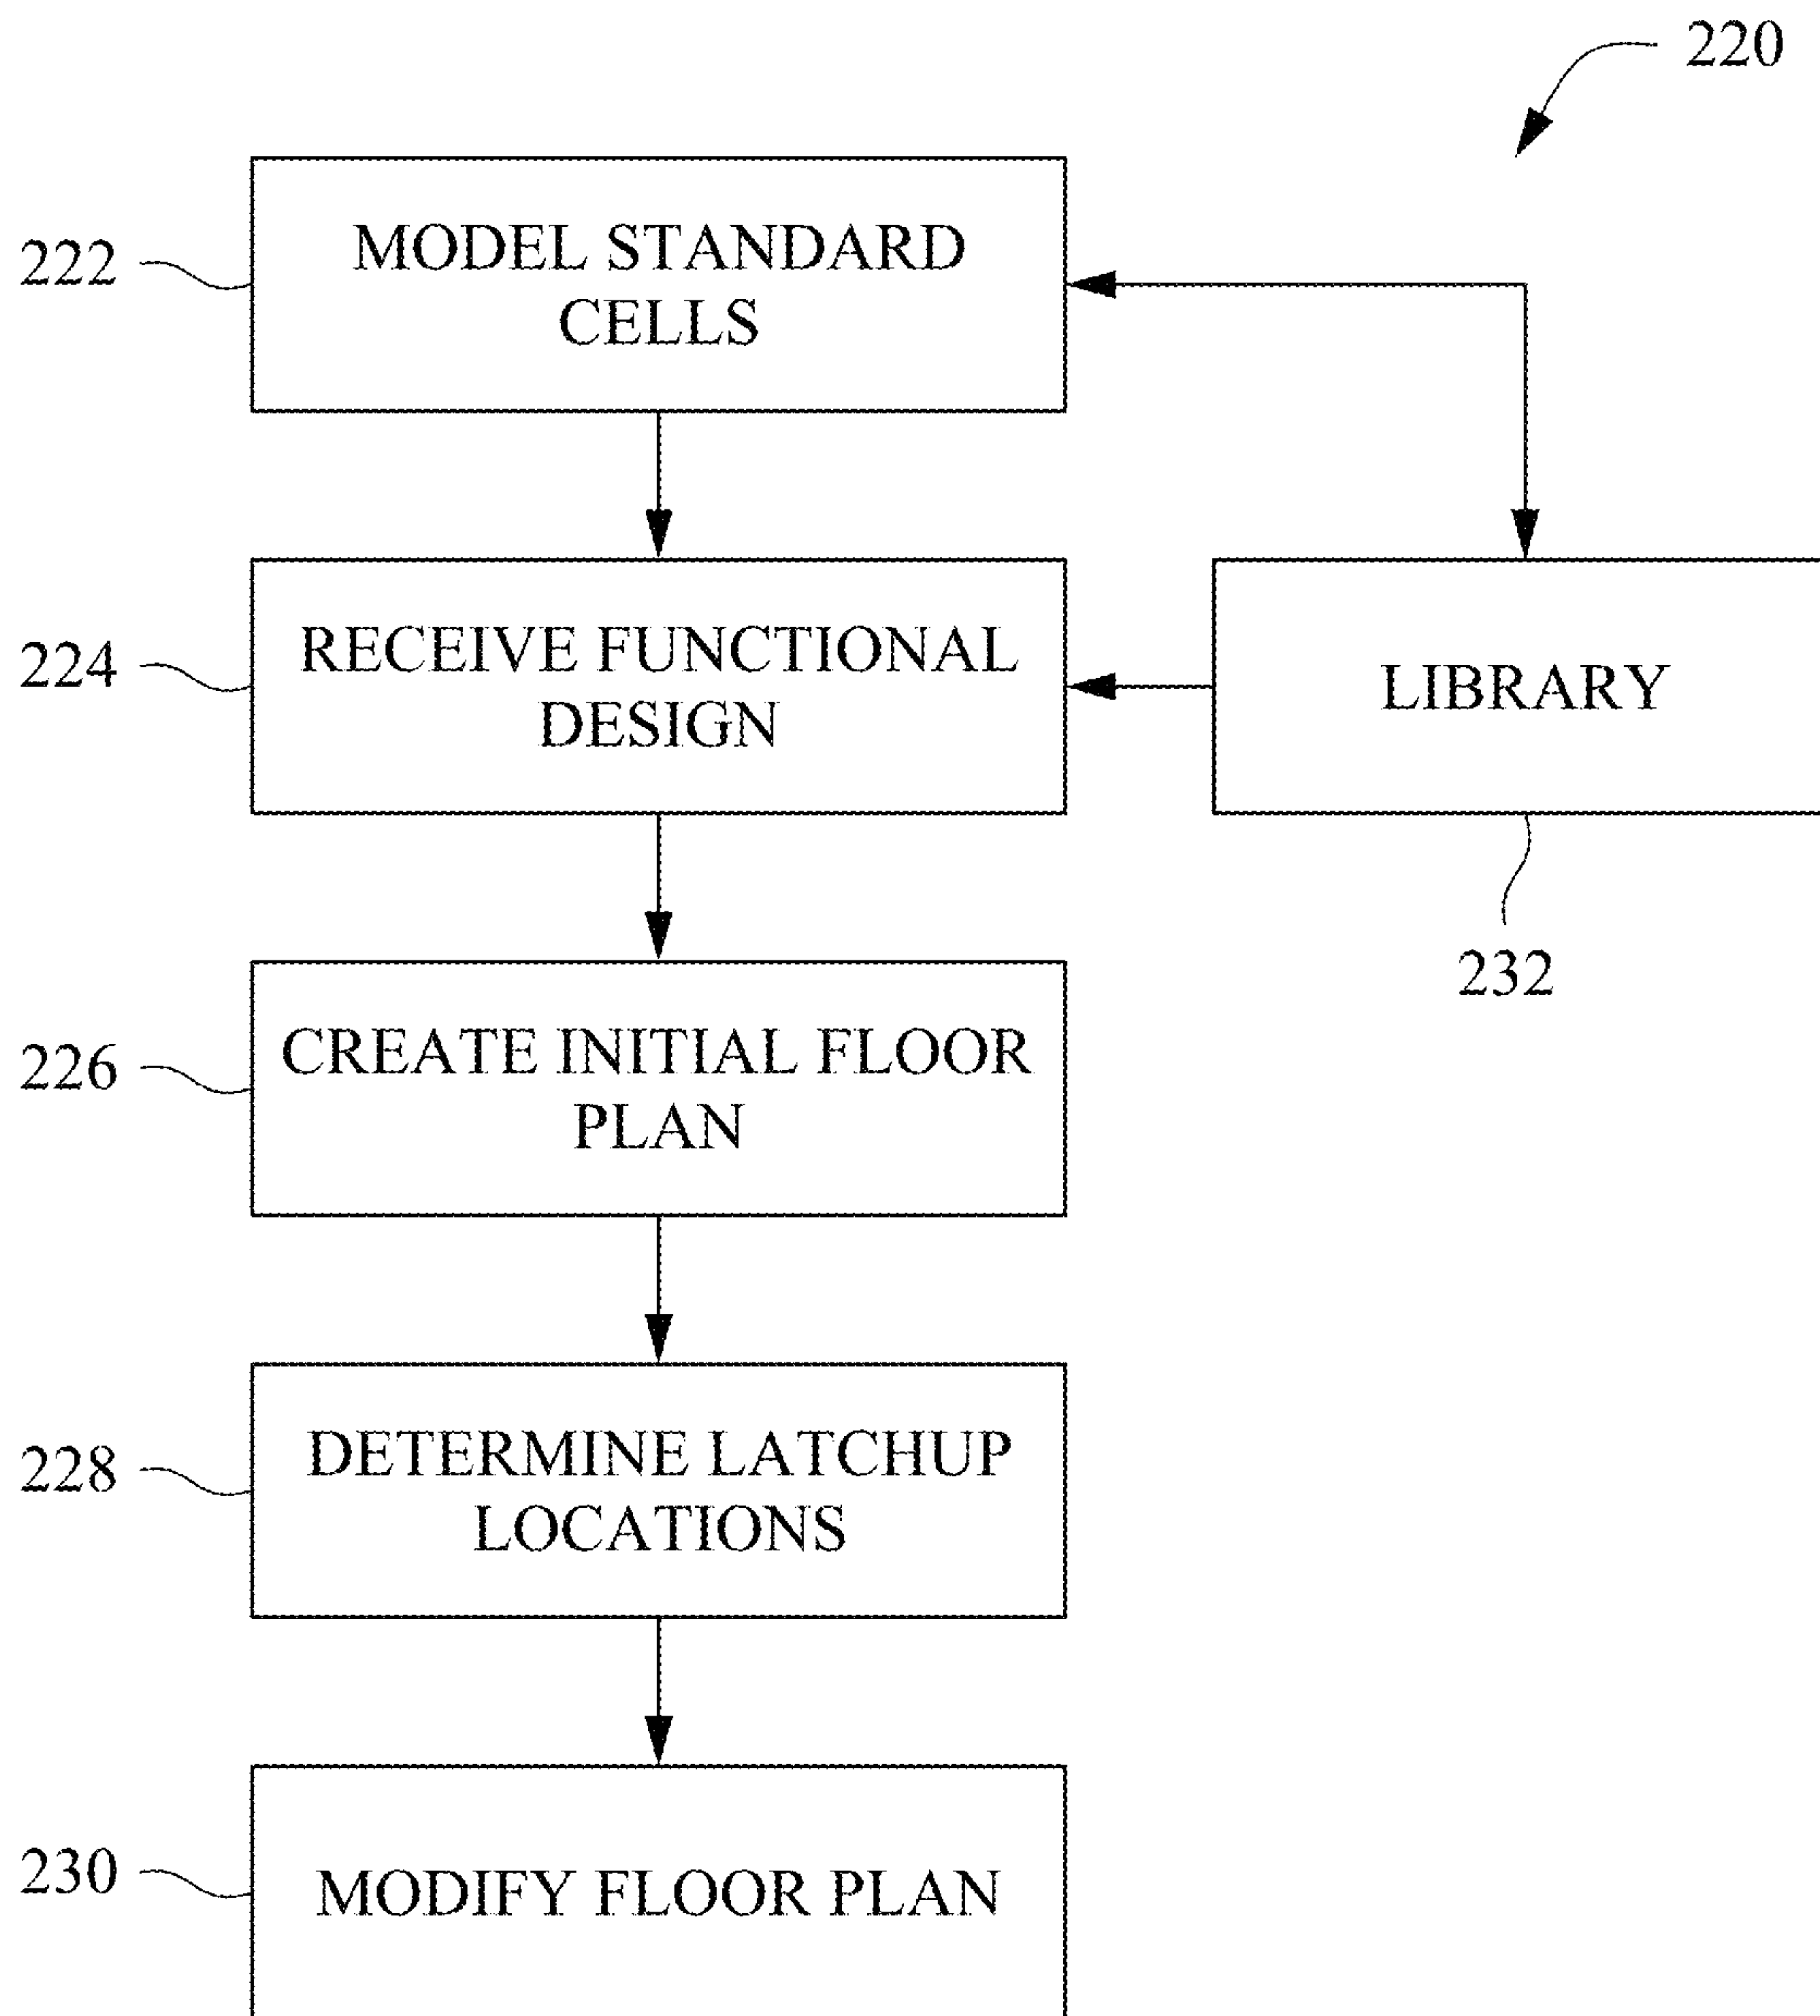 220
222
MODEL STANDARD
CELLS
224
RECEIVE FUNCTIONAL
DESIGN
LIBRARY
232
226
CREATE INITIAL FLOOR
PLAN
228
DETERMINE LATCHUP
LOCATIONS
230
MODIFY FLOOR PLAN